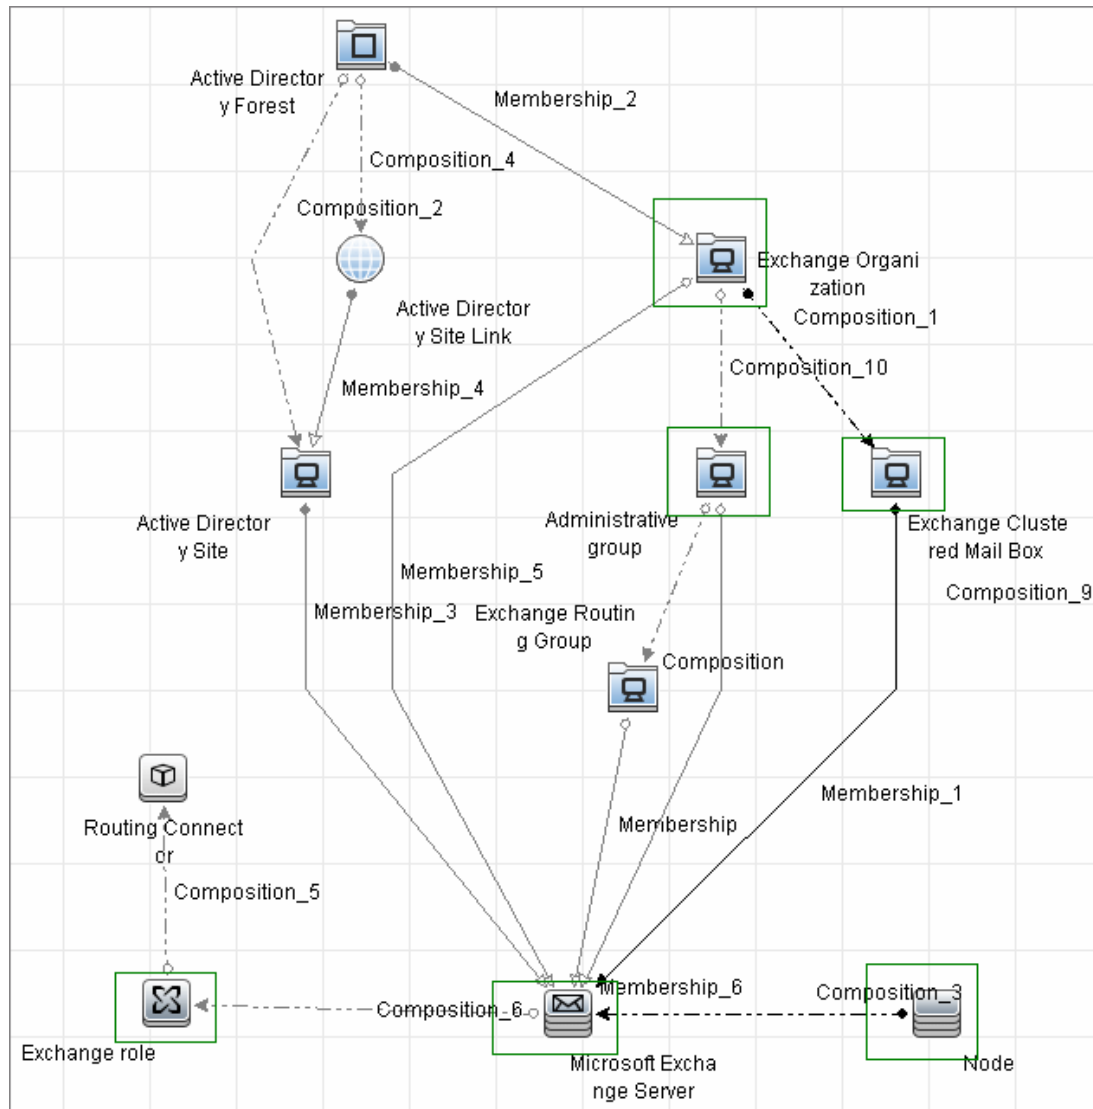 Active Director
y Forest
Membership_2
Composition_4
Composition_2
Exchange Organi
zation
Active Director
y Site Link
Composition_1
Composition_10
Membership_4
Active Director
y Site
Administrative
group
Exchange Cluste
red Mail Box
Membership_5
Membership_3
Composition_9
Exchange Routin
g Group
Composition
Membership_1
Membership
Routing Connect
or
Composition_5
Membership_6
Composition_3
Composition_6
Exchange role
Microsoft Excha
nge Server
Node